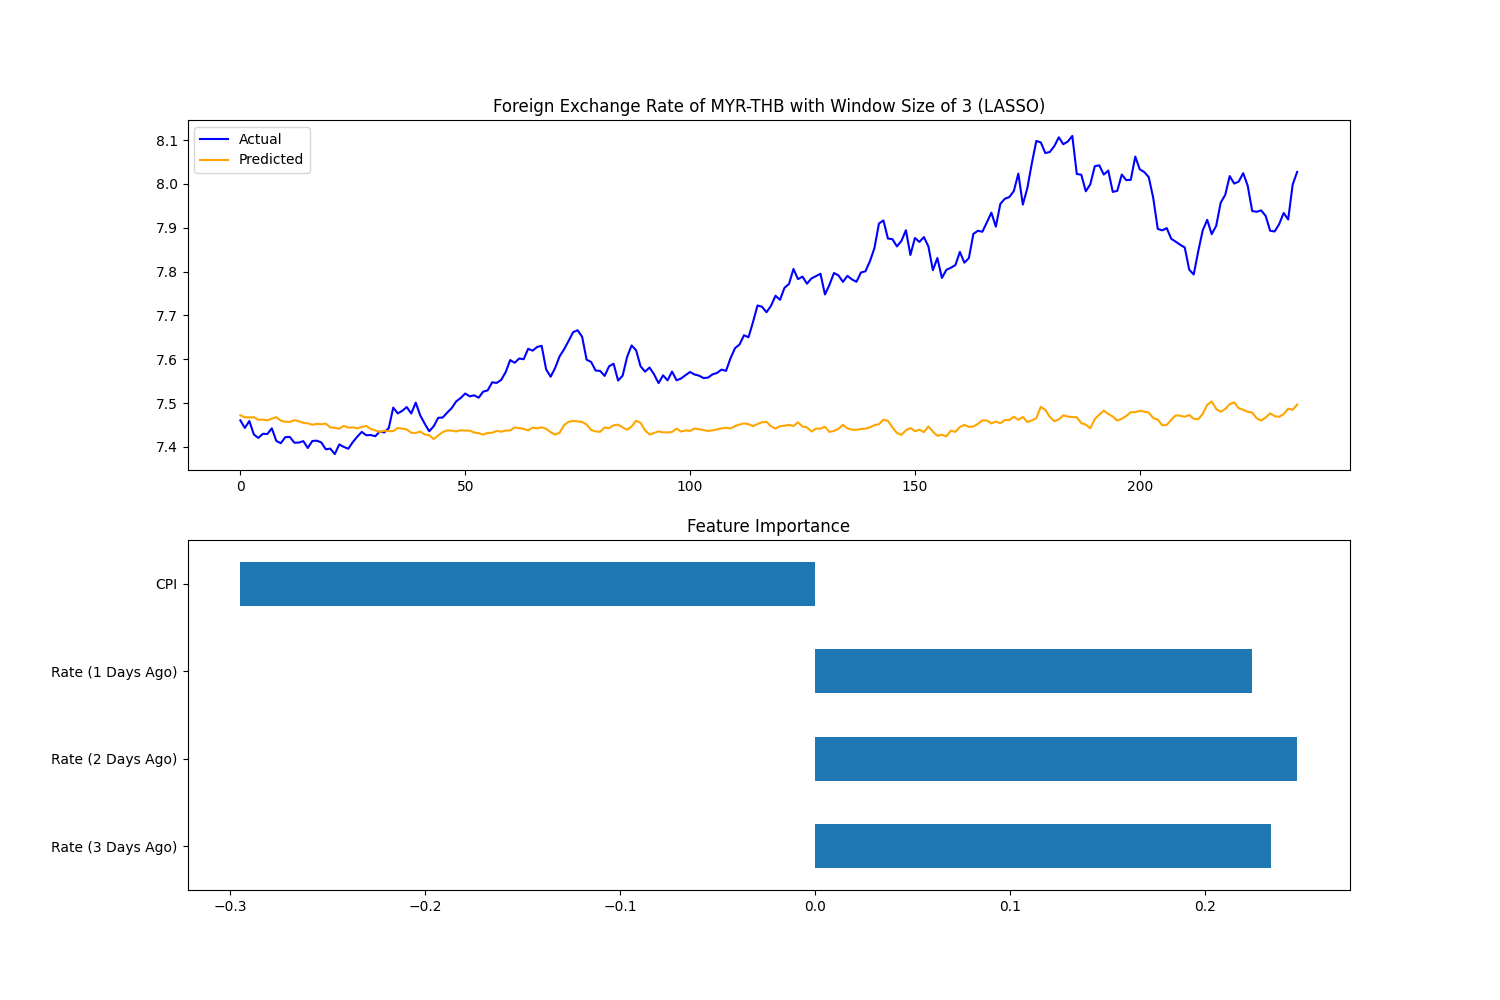 Foreign Exchange Rate of MYR-THB with Window Size of 3 (LASSO)
Actual
Predicted
8.1
8.0
7.9
7.8
7.7
7.6
7.5
7.4
0 50 100 150 200
Feature Importance
CPI
Rate (1 Days Ago)
Rate (2 Days Ago)
Rate (3 Days Ago)
−0.3 −0.2 −0.1 0.0 0.1 0.2